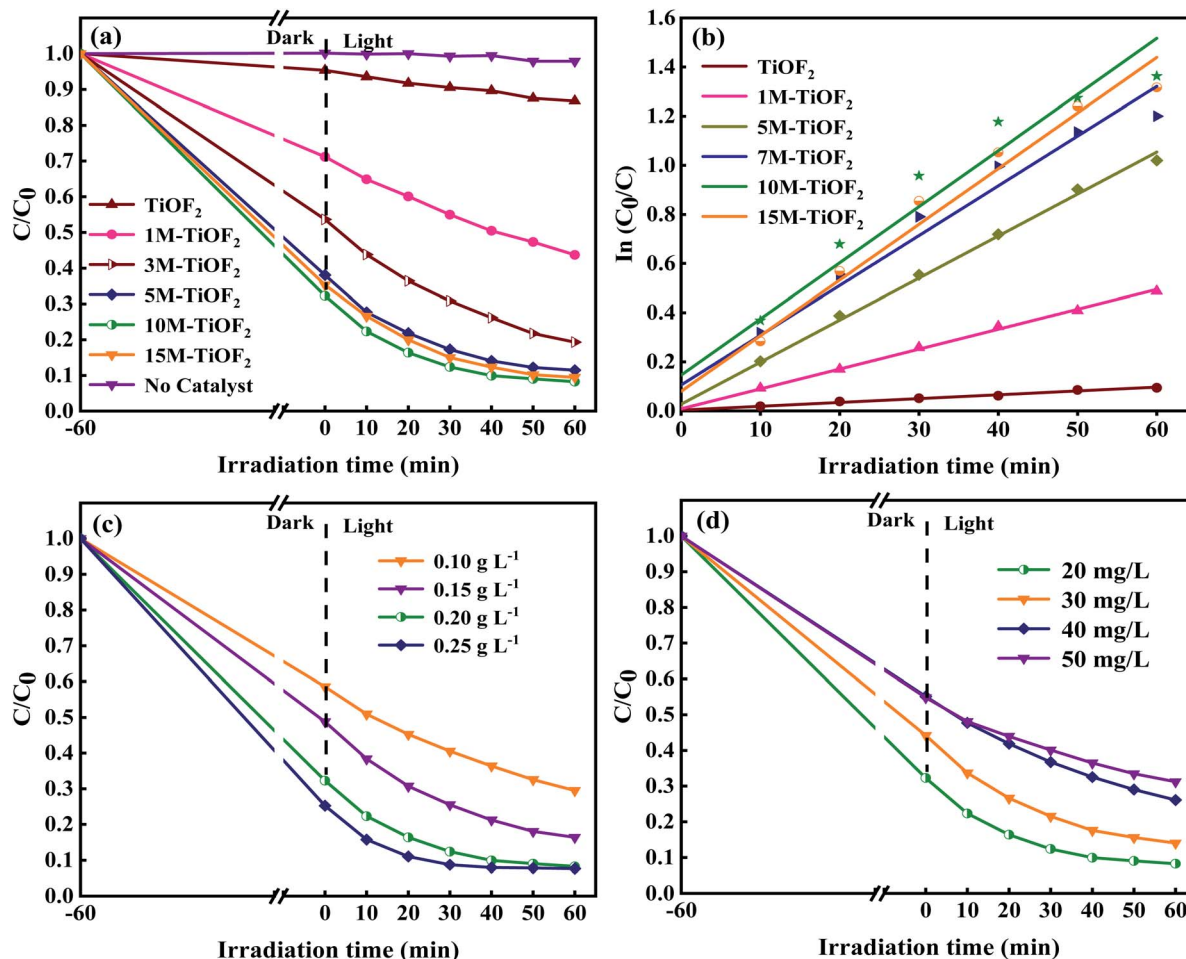 (a)
Dark
Light
C/C₀
1.0
0.9
0.8
0.7
0.6
0.5
0.4
0.3
0.2
0.1
0.0
TiOF₂
1M-TiOF₂
3M-TiOF₂
5M-TiOF₂
10M-TiOF₂
15M-TiOF₂
No Catalyst
-60 0 10 20 30 40 50 60
Irradiation time (min)
(b)
In (C₀/C)
1.6
1.4
1.2
1.0
0.8
0.6
0.4
0.2
0.0
TiOF₂
1M-TiOF₂
5M-TiOF₂
7M-TiOF₂
10M-TiOF₂
15M-TiOF₂
0 10 20 30 40 50 60
Irradiation time (min)
(c)
Dark
Light
C/C₀
1.0
0.9
0.8
0.7
0.6
0.5
0.4
0.3
0.2
0.1
0.0
0.10 g L⁻¹
0.15 g L⁻¹
0.20 g L⁻¹
0.25 g L⁻¹
-60 0 10 20 30 40 50 60
Irradiation time (min)
(d)
Dark
Light
C/C₀
1.0
0.9
0.8
0.7
0.6
0.5
0.4
0.3
0.2
0.1
0.0
20 mg/L
30 mg/L
40 mg/L
50 mg/L
-60 0 10 20 30 40 50 60
Irradiation time (min)